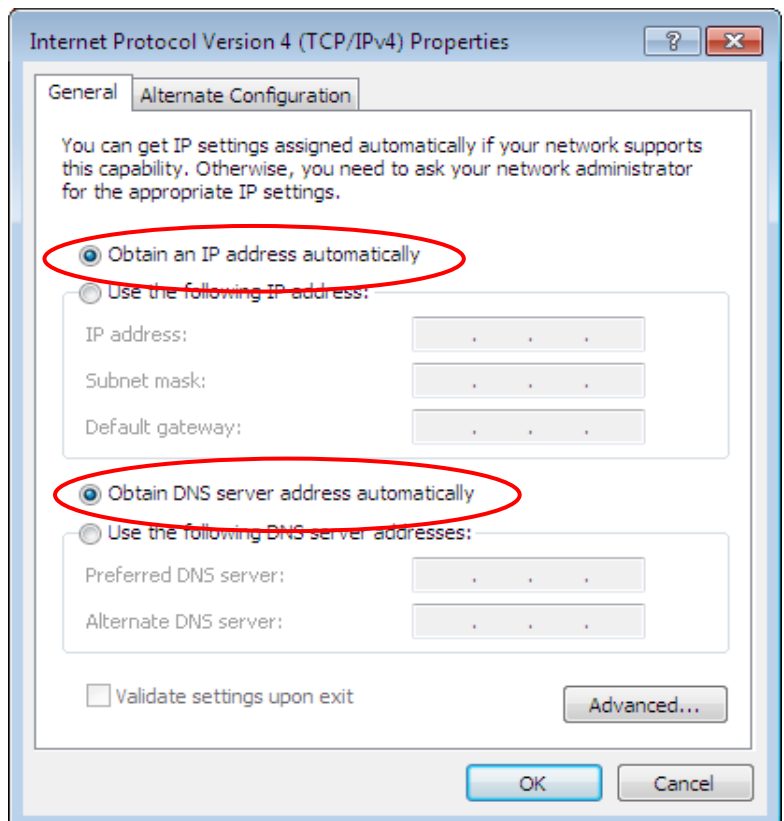 Internet Protocol Version 4 (TCP/IPv4) Properties
General
Alternate Configuration
You can get IP settings assigned automatically if your network supports
this capability. Otherwise, you need to ask your network administrator
for the appropriate IP settings.
Obtain an IP address automatically
Use the following IP address:
IP address:
Subnet mask:
Default gateway:
Obtain DNS server address automatically
Use the following DNS server addresses:
Preferred DNS server:
Alternate DNS server:
Validate settings upon exit
Advanced...
OK
Cancel